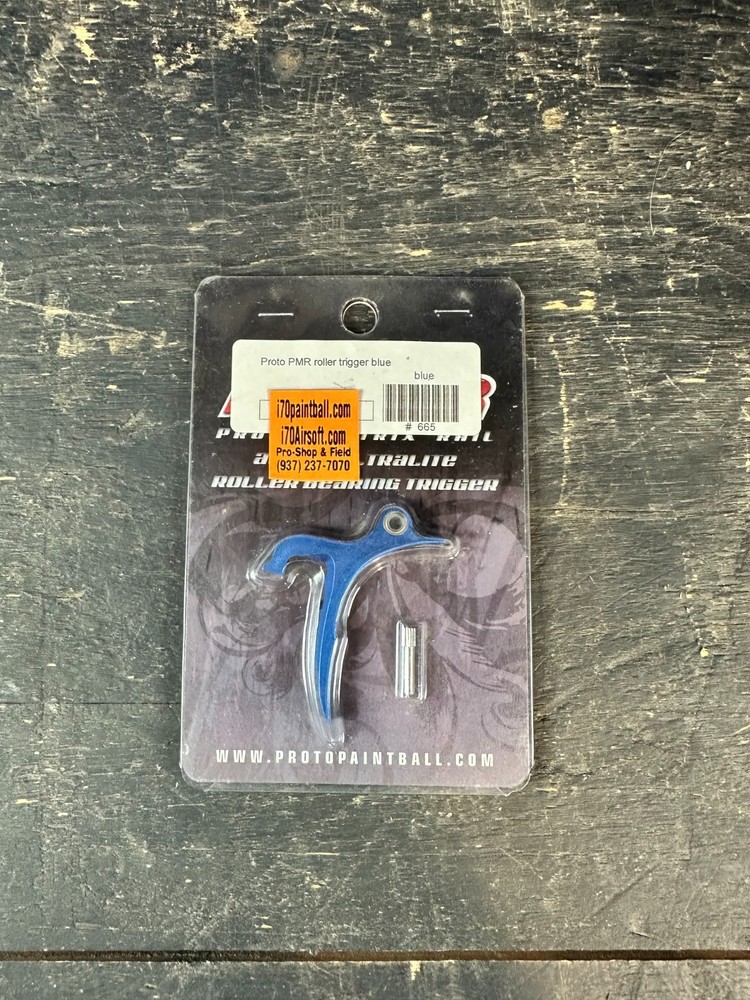 Proto PMR roller trigger blue
blue
# 665
i70paintball.com
i70Airsoft.com
Pro-Shop & Field
(937) 237-7070
RAIL
ROLLER BEARING TRIGGER
WWW.PROTOPAINTBALL.COM